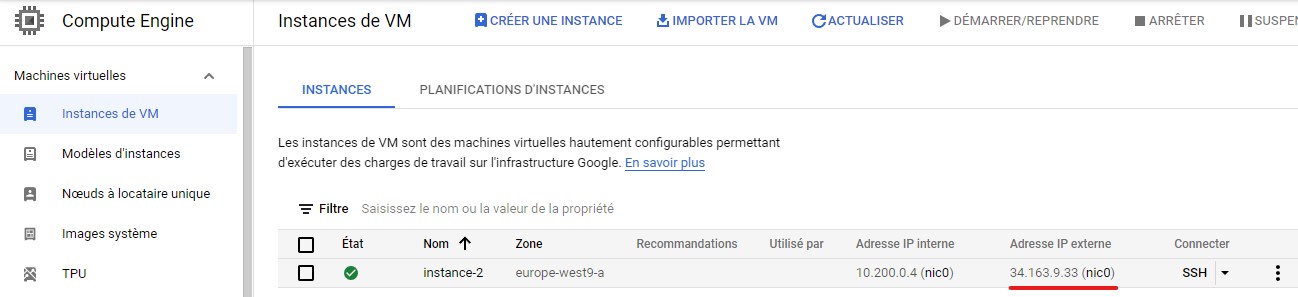 Compute Engine
Instances de VM
CRÉER UNE INSTANCE
IMPORTER LA VM
ACTUALISER
DÉMARRER/REPRENDRE
ARRÊTER
SUSPEN
Machines virtuelles
Instances de VM
Modèles d'instances
Nœuds à locataire unique
Images système
TPU
INSTANCES
PLANIFICATIONS D'INSTANCES
Les instances de VM sont des machines virtuelles hautement configurables permettant
d'exécuter des charges de travail sur l'infrastructure Google. En savoir plus
Filtre Saisissez le nom ou la valeur de la propriété
État Nom Zone Recommandations Utilisé par Adresse IP interne Adresse IP externe Connecter
instance-2 europe-west9-a 10.200.0.4 (nic0) 34.163.9.33 (nic0) SSH